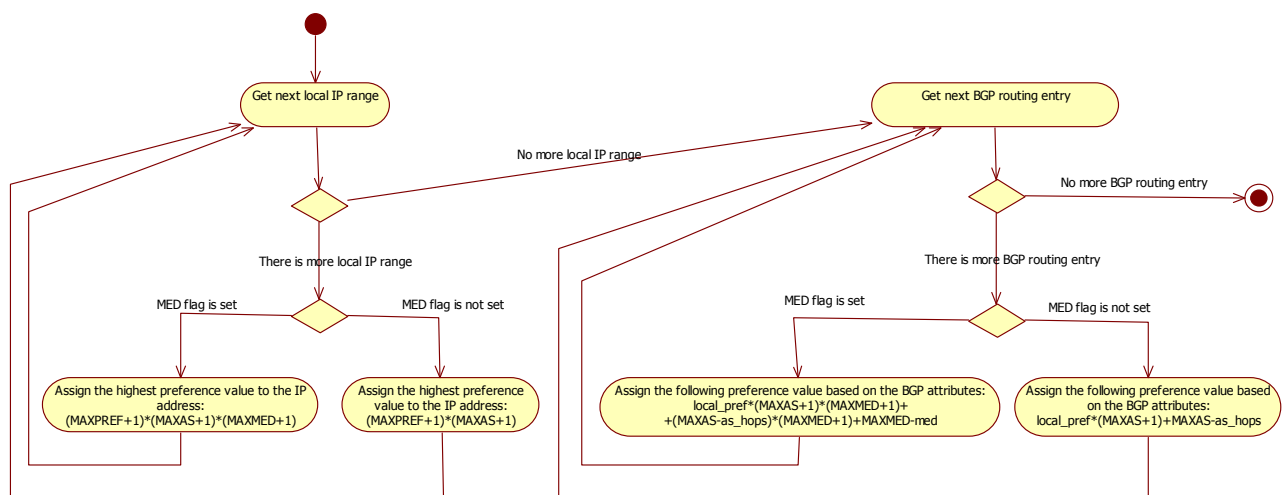 Get next local IP range
Get next BGP routing entry
No more local IP range
No more BGP routing entry
There is more local IP range
There is more BGP routing entry
MED flag is set
MED flag is not set
MED flag is set
MED flag is not set
Assign the highest preference value to the IP
address:
(MAXPREF+1)*(MAXAS+1)*(MAXMED+1)
Assign the highest preference
value to the IP address:
(MAXPREF+1)*(MAXAS+1)
Assign the following preference value based on the BGP attributes:
local_pref*(MAXAS+1)*(MAXMED+1)+
+(MAXAS-as_hops)*(MAXMED+1)+MAXMED-med
Assign the following preference value based
on the BGP attributes:
local_pref*(MAXAS+1)+MAXAS-as_hops